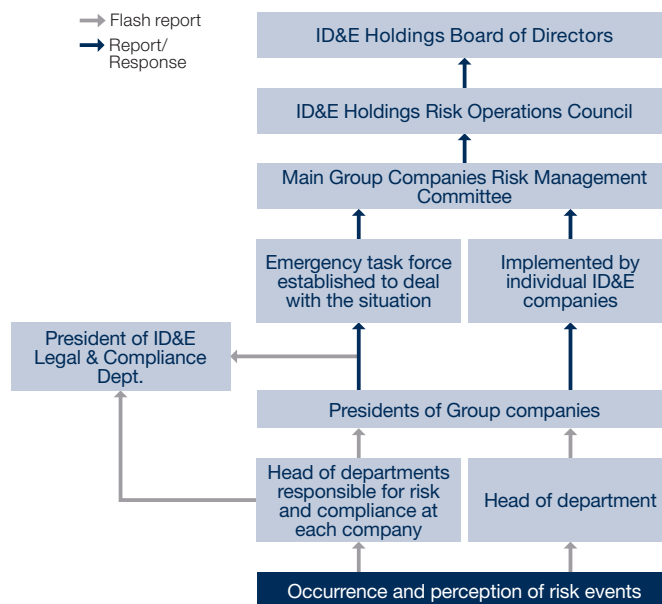 Flash report
Report/
Response
ID&E Holdings Board of Directors
ID&E Holdings Risk Operations Council
Main Group Companies Risk Management
Committee
Emergency task force
established to deal
with the situation
Implemented by
individual ID&E
companies
President of ID&E
Legal & Compliance
Dept.
Presidents of Group companies
Head of departments
responsible for risk
and compliance at
each company
Head of department
Occurrence and perception of risk events